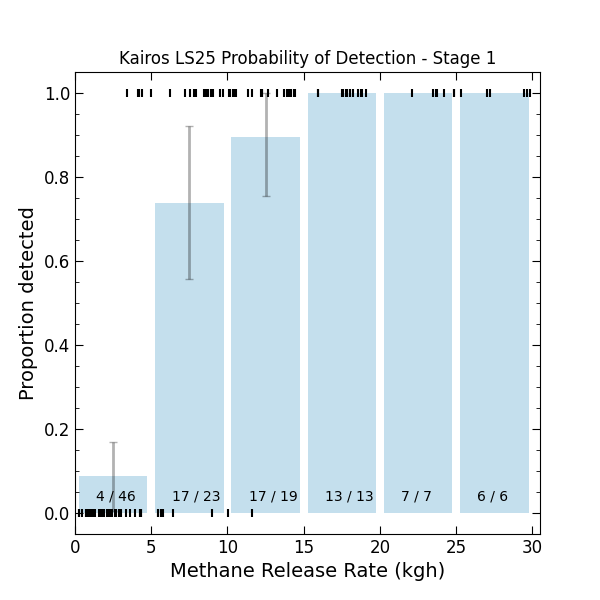 Kairos LS25 Probability of Detection - Stage 1
Proportion detected
1.0
0.8
0.6
0.4
0.2
0.0
4 / 46
17 / 23
17 / 19
13 / 13
7 / 7
6 / 6
0
5
10
15
20
25
30
Methane Release Rate (kgh)